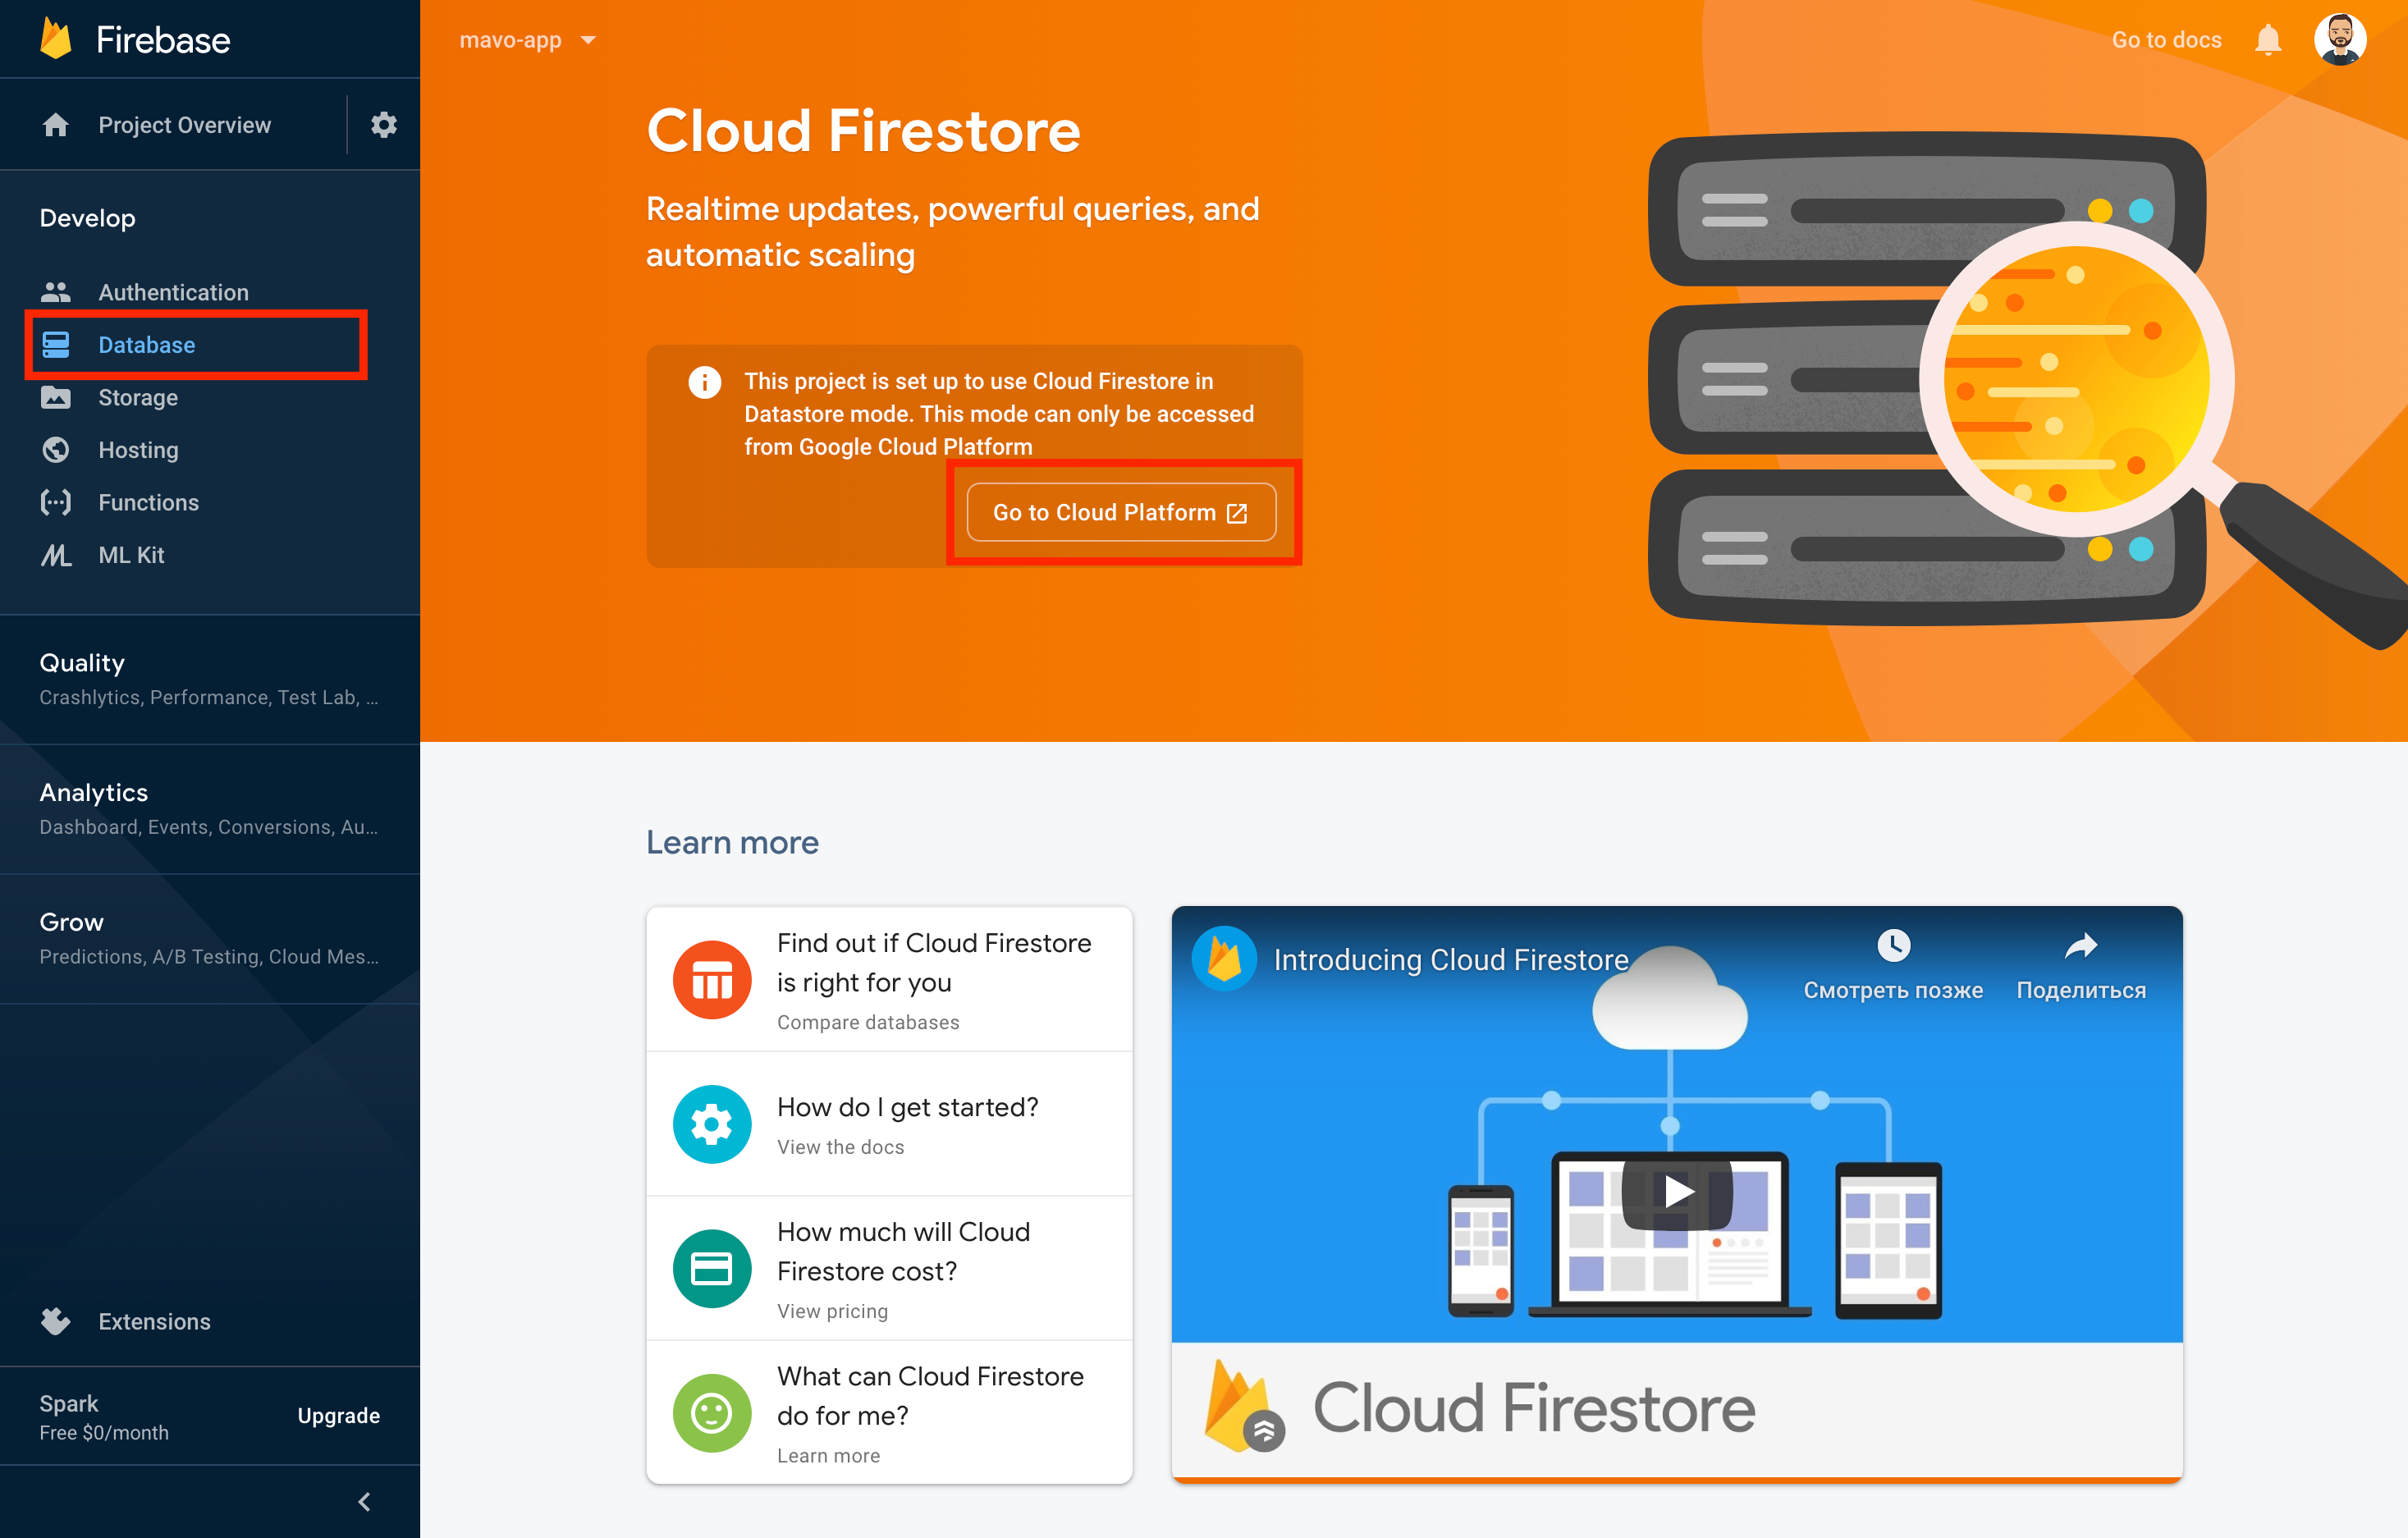 Firebase
Project Overview
Develop
Authentication
Database
Storage
Hosting
Functions
ML Kit
Quality
Crashlytics, Performance, Test Lab, ...
Analytics
Dashboard, Events, Conversions, Au...
Grow
Predictions, A/B Testing, Cloud Mes...
Extensions
Spark
Free $0/month
Upgrade
mavo-app
Go to docs
Cloud Firestore
Realtime updates, powerful queries, and
automatic scaling
This project is set up to use Cloud Firestore in
Datastore mode. This mode can only be accessed
from Google Cloud Platform
Go to Cloud Platform
Learn more
Find out if Cloud Firestore
is right for you
Compare databases
How do I get started?
View the docs
How much will Cloud
Firestore cost?
View pricing
What can Cloud Firestore
do for me?
Learn more
Introducing Cloud Firestore
Смотреть позже
Поделиться
Cloud Firestore